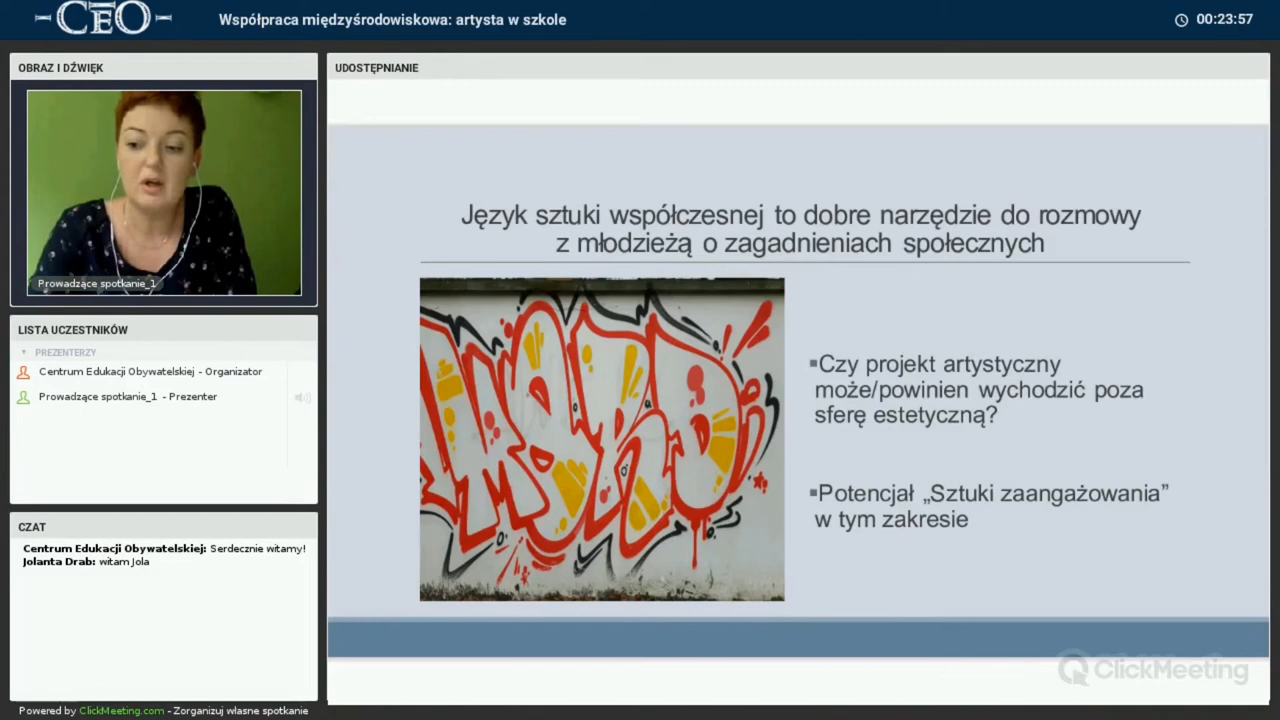 CEO
Współpraca międzyśrodowiskowa: artysta w szkole
00:23:57
OBRAZ I DŹWIĘK
Prowadzące spotkanie_1
LISTA UCZESTNIKÓW
PREZENTERZY
Centrum Edukacji Obywatelskiej - Organizator
Prowadzące spotkanie_1 - Prezenter
CZAT
Centrum Edukacji Obywatelskiej: Serdecznie witamy!
Jolanta Drab: witam Jola
UDOSTĘPNIANIE
Język sztuki współczesnej to dobre narzędzie do rozmowy
z młodzieżą o zagadnieniach społecznych
▪Czy projekt artystyczny
może/powinien wychodzić poza
sferę estetyczną?
▪Potencjał „Sztuki zaangażowania”
w tym zakresie
ClickMeeting
Powered by ClickMeeting.com - Zorganizuj własne spotkanie